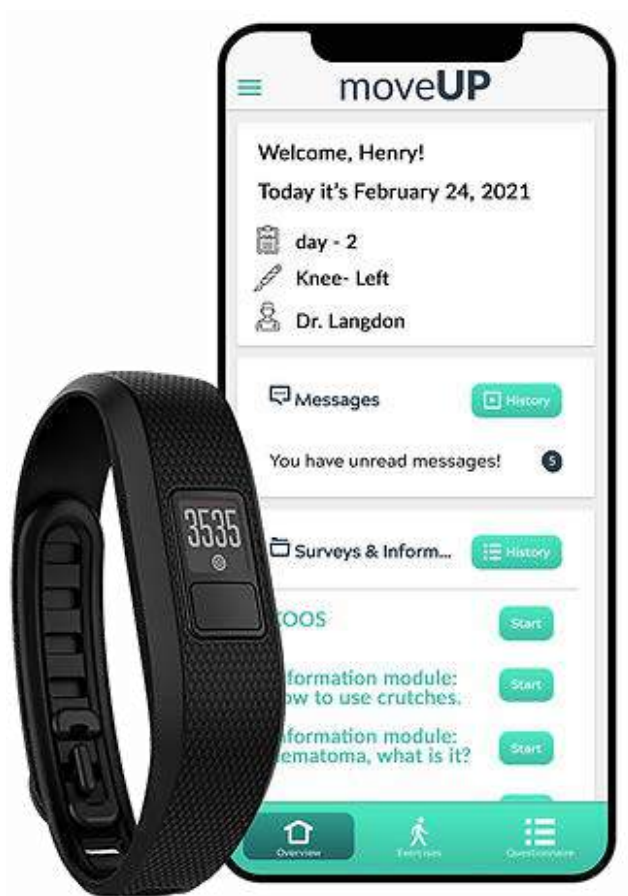 moveUP
Welcome, Henry!
Today it's February 24, 2021
day - 2
Knee- Left
Dr. Langdon
Messages
History
You have unread messages!
5
3535
Surveys & Inform...
History
OOS
Start
nformation module:
ow to use crutches.
Start
nformation module:
ematoma, what is it?
Start
Overview
Exercises
Questionnaire